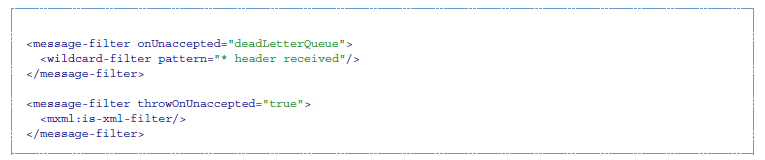 <message-filter onUnaccepted="deadLetterQueue">
  <wildcard-filter pattern="* header received"/>
</message-filter>
<message-filter throwOnUnaccepted="true">
  <mxml:is-xml-filter/>
</message-filter>